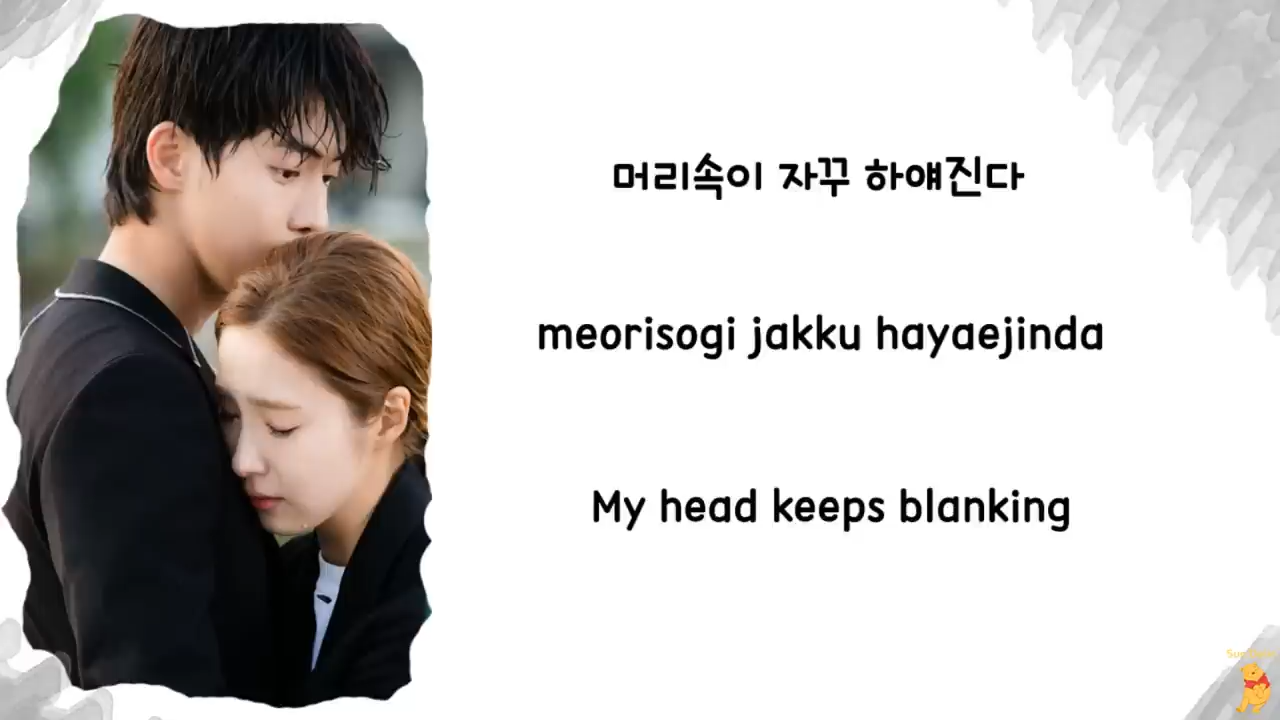 머리속이 자꾸 하얘진다
meorisogi jakku hayaejinda
My head keeps blanking